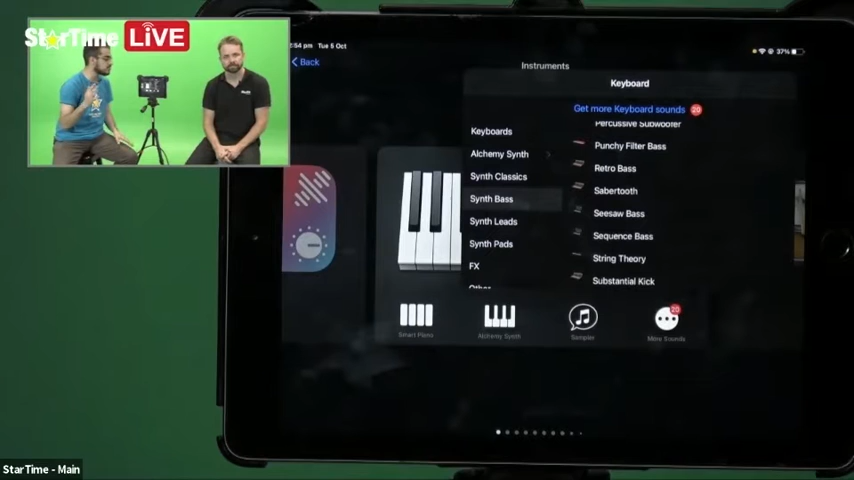 StarTime LIVE
:54 pm Tue 5 Oct
37%
Back
Instruments
Keyboard
Get more Keyboard sounds 20
Keyboards
Alchemy Synth
Synth Classics
Synth Bass
Synth Leads
Synth Pads
FX
Other
Percussive Subwoofer
Punchy Filter Bass
Retro Bass
Sabertooth
Seesaw Bass
Sequence Bass
String Theory
Substantial Kick
Smart Piano
Alchemy Synth
Sampler
20
More Sounds
StarTime - Main